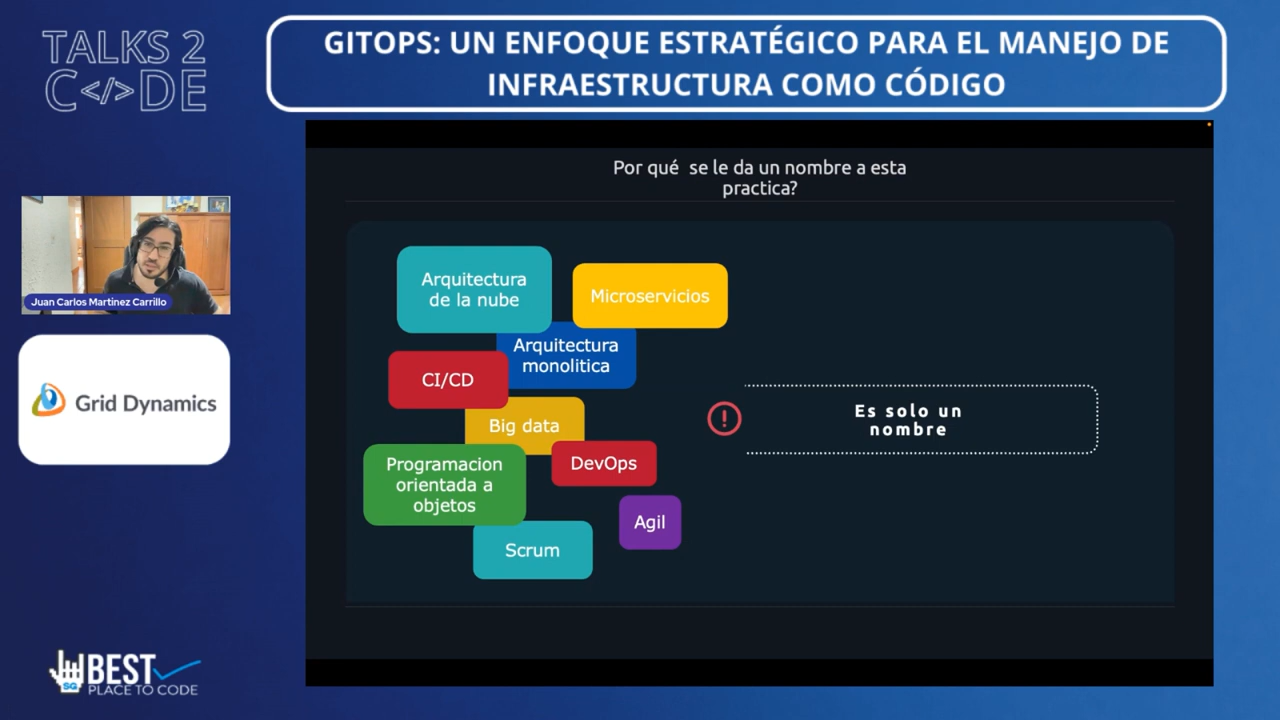 TALKS 2
C</>DE
GITOPS: UN ENFOQUE ESTRATÉGICO PARA EL MANEJO DE
INFRAESTRUCTURA COMO CÓDIGO
Por qué se le da un nombre a esta
practica?
Arquitectura
de la nube
Microservicios
Arquitectura
monolitica
CI/CD
Big data
Programacion
orientada a
objetos
DevOps
Agil
Scrum
Es solo un
nombre
Juan Carlos Martinez Carrillo
Grid Dynamics
SG
BEST
PLACE TO CODE